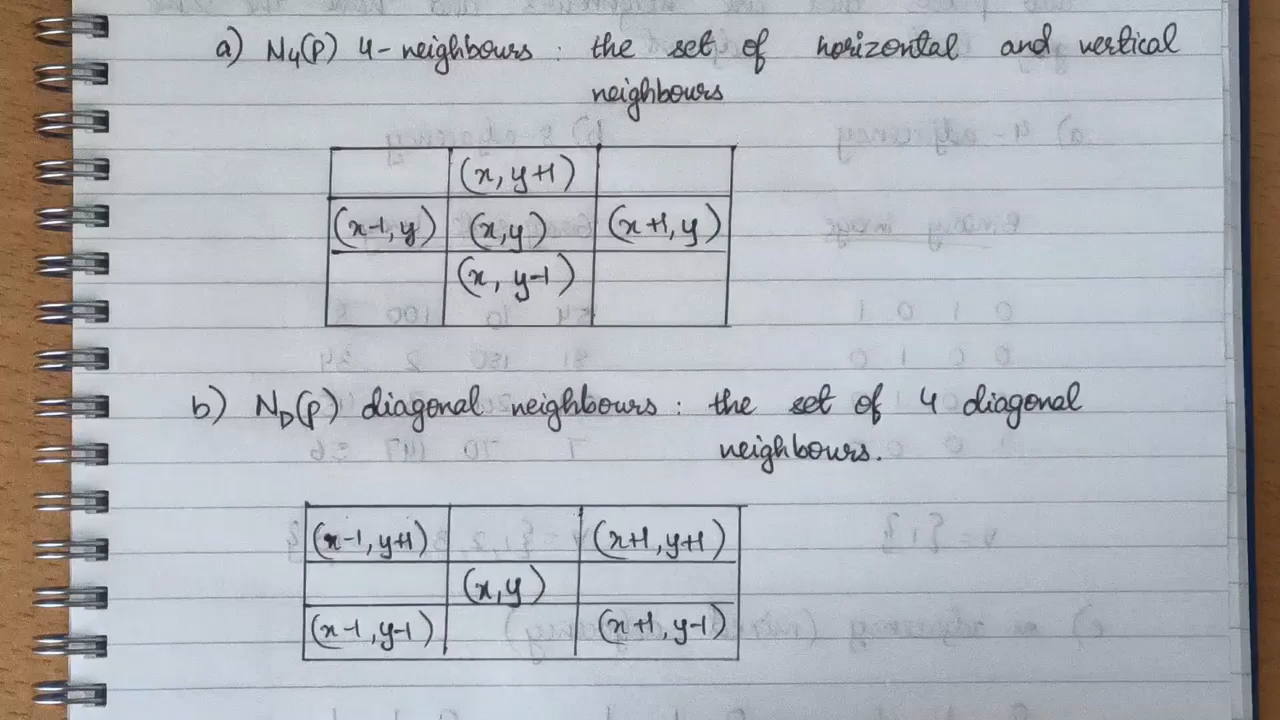 a) N4(p) 4-neighbours : the set of horizontal and vertical
neighbours
(x, y+1)
(x-1, y) (x,y) (x+1, y)
(x, y-1)
b) ND(p) diagonal neighbours : the set of 4 diagonal
neighbours.
(x-1, y+1) (x+1, y+1)
(x,y)
(x-1, y-1) (x+1, y-1)